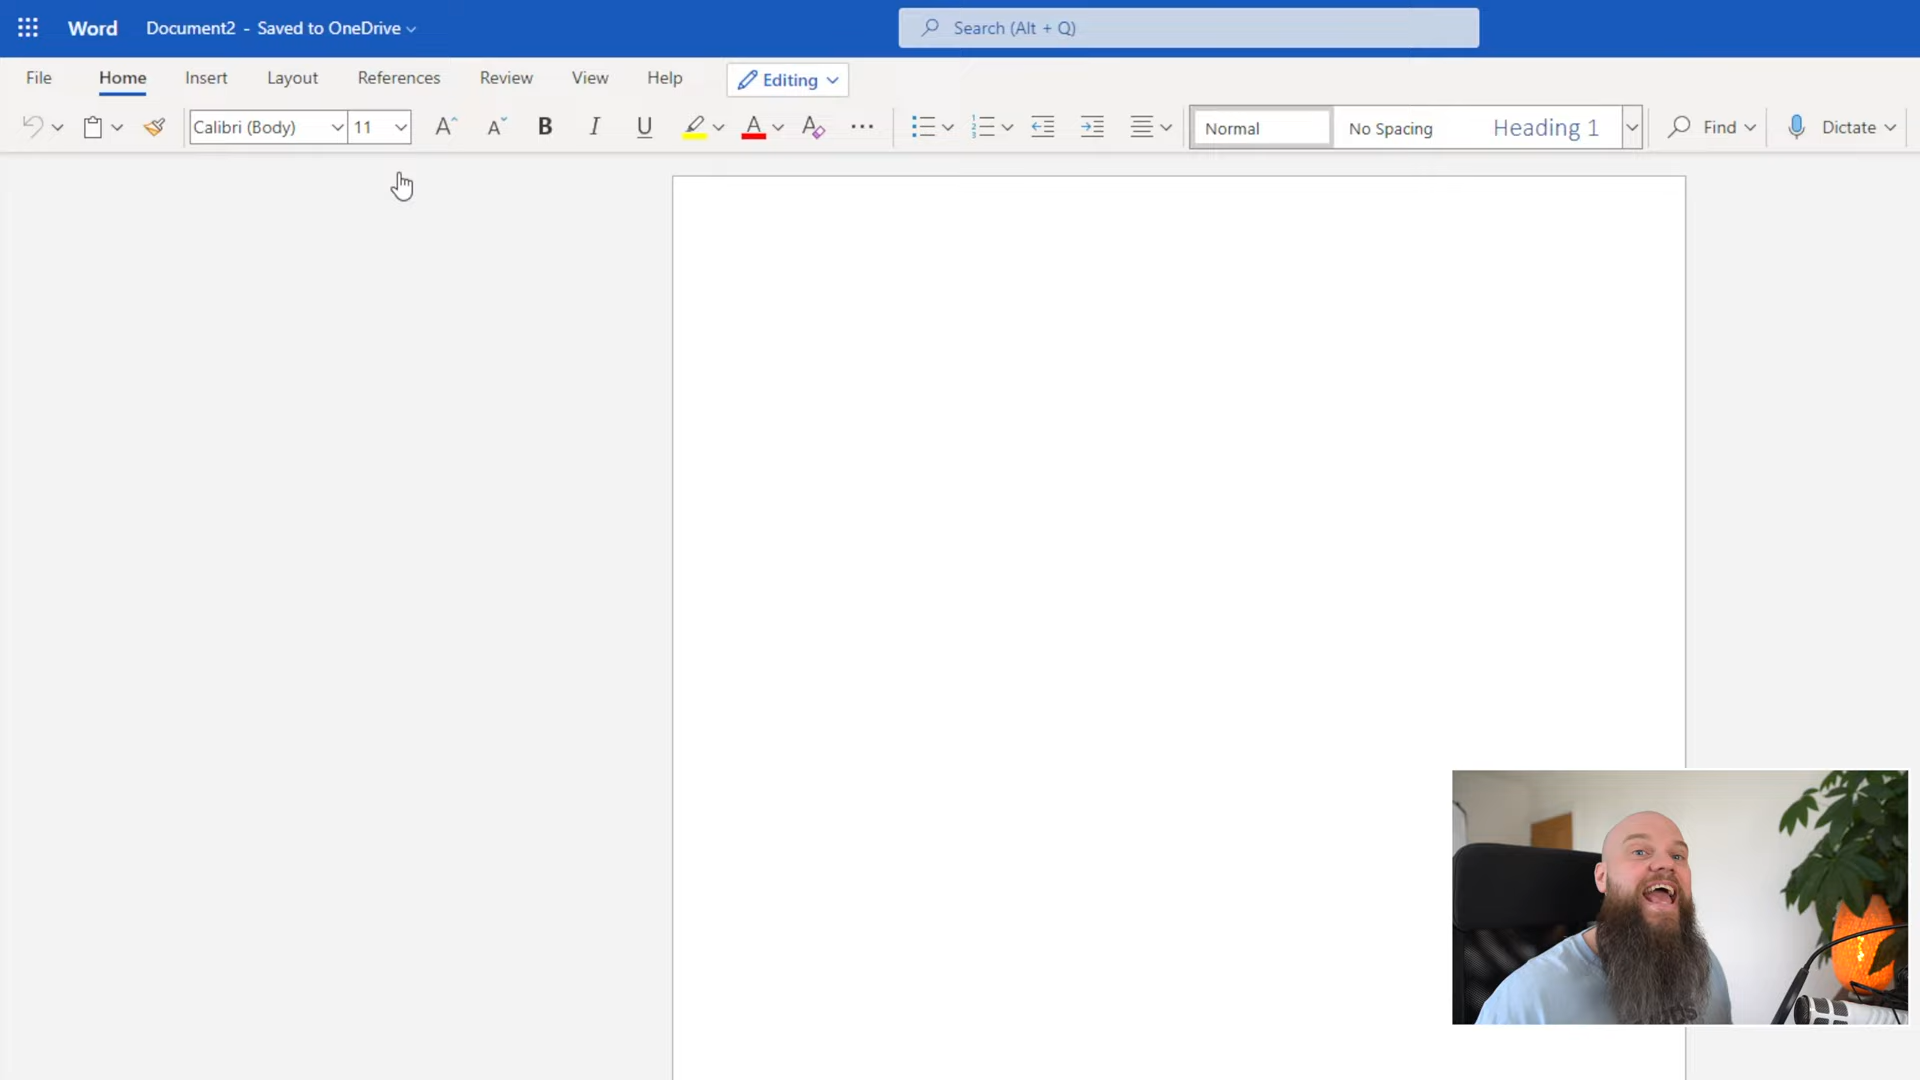 Word Document2 - Saved to OneDrive Search (Alt + Q)
File Home Insert Layout References Review View Help Editing
Calibri (Body) 11 A A B I U A A Normal No Spacing Heading 1 Find Dictate